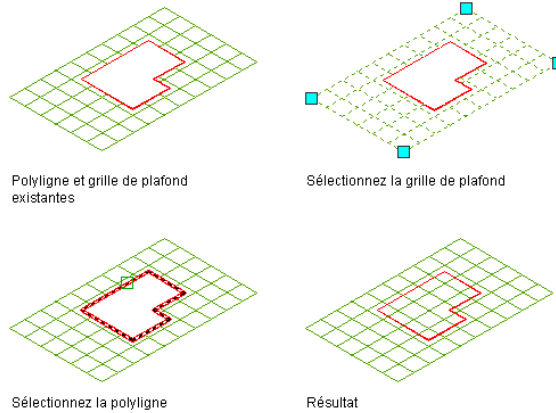 Polyligne et grille de plafond
existantes
Sélectionnez la grille de plafond
Sélectionnez la polyligne
Résultat